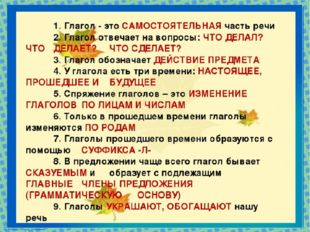 1. Глагол - это САМОСТОЯТЕЛЬНАЯ часть речи
2. Глагол отвечает на вопросы: ЧТО ДЕЛАЛ?
ЧТО ДЕЛАЕТ? ЧТО СДЕЛАЕТ?
3. Глагол обозначает ДЕЙСТВИЕ ПРЕДМЕТА
4. У глагола есть три времени: НАСТОЯЩЕЕ,
ПРОШЕДШЕЕ И БУДУЩЕЕ
5. Спряжение глаголов – это ИЗМЕНЕНИЕ
ГЛАГОЛОВ ПО ЛИЦАМ И ЧИСЛАМ
6. Только в прошедшем времени глаголы
изменяются ПО РОДАМ
7. Глаголы прошедшего времени образуются с
помощью СУФФИКСА -Л-
8. В предложении чаще всего глагол бывает
СКАЗУЕМЫМ и образует с подлежащим
ГЛАВНЫЕ ЧЛЕНЫ ПРЕДЛОЖЕНИЯ
(ГРАММАТИЧЕСКУЮ ОСНОВУ)
9. Глаголы УКРАШАЮТ, ОБОГАЩАЮТ нашу
речь